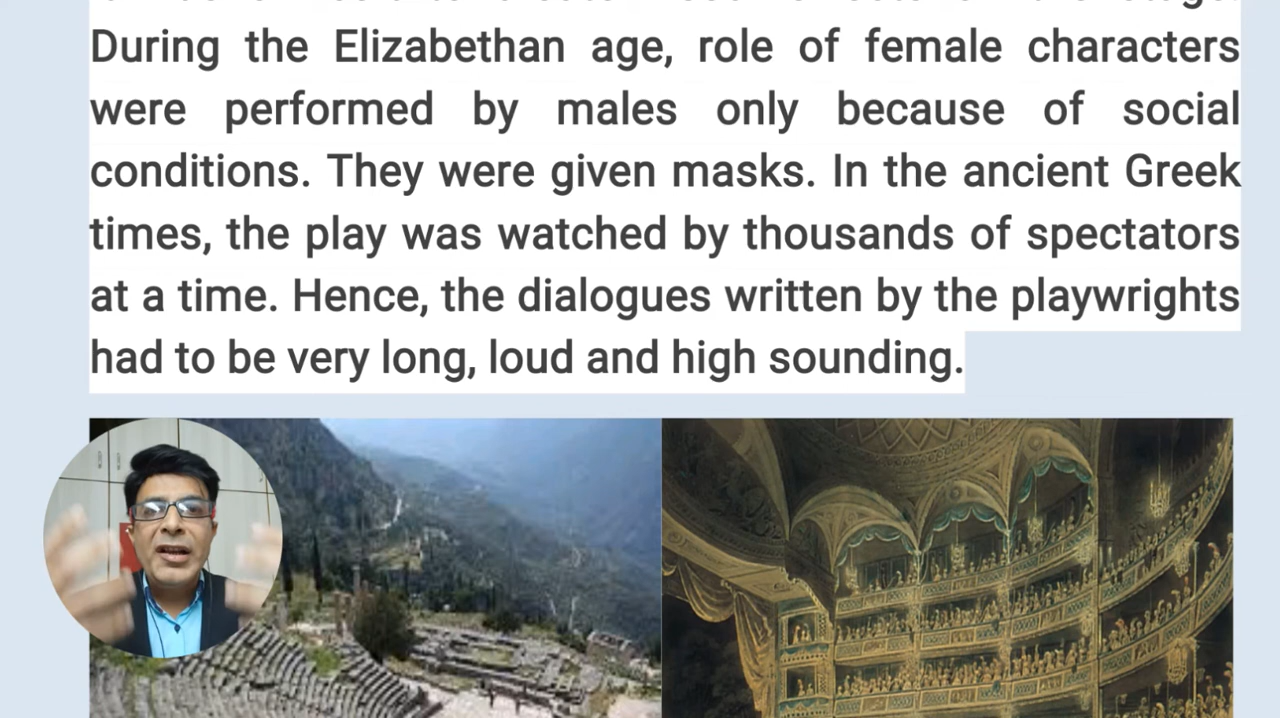 During the Elizabethan age, role of female characters
were performed by males only because of social
conditions. They were given masks. In the ancient Greek
times, the play was watched by thousands of spectators
at a time. Hence, the dialogues written by the playwrights
had to be very long, loud and high sounding.